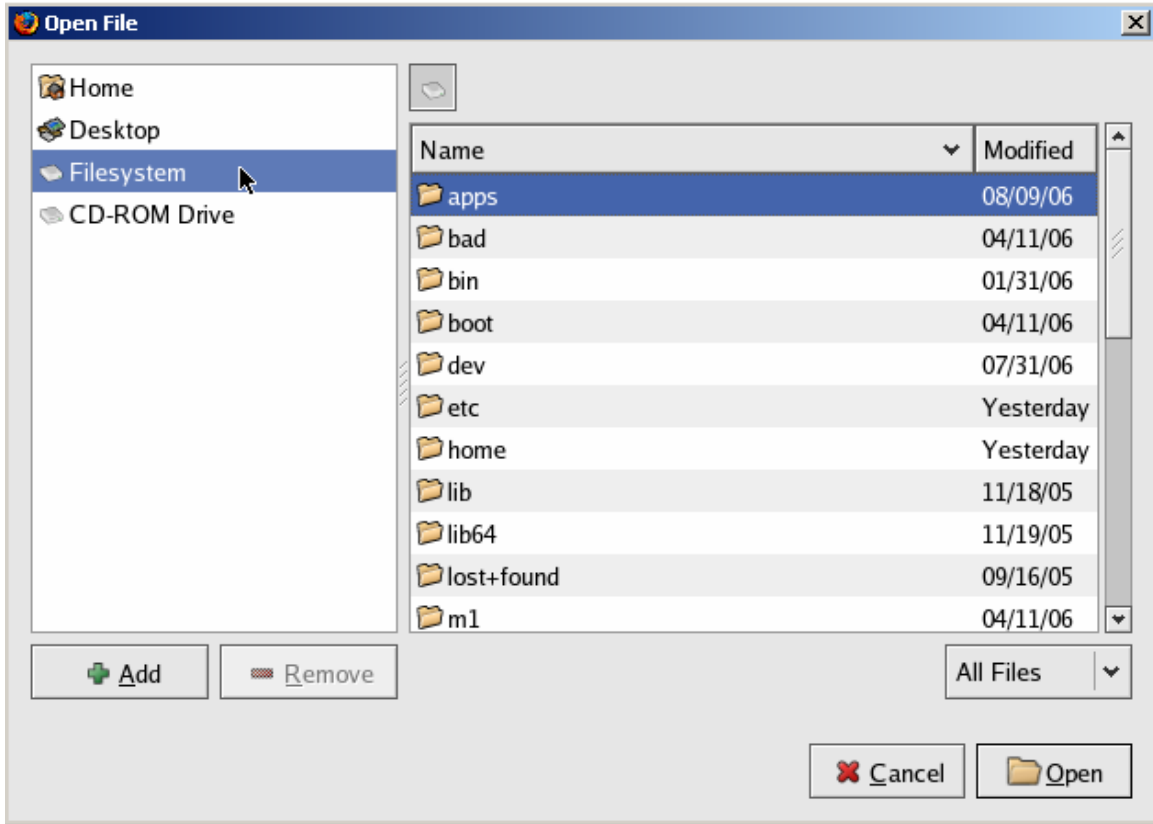 Open File
Home
Desktop
Filesystem
CD-ROM Drive
Name Modified
apps 08/09/06
bad 04/11/06
bin 01/31/06
boot 04/11/06
dev 07/31/06
etc Yesterday
home Yesterday
lib 11/18/05
lib64 11/19/05
lost+found 09/16/05
m1 04/11/06
Add Remove All Files
Cancel Open